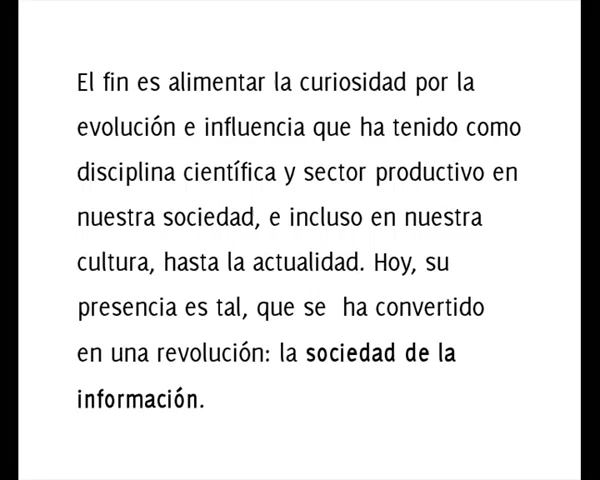 El fin es alimentar la curiosidad por la
evolución e influencia que ha tenido como
disciplina científica y sector productivo en
nuestra sociedad, e incluso en nuestra
cultura, hasta la actualidad. Hoy, su
presencia es tal, que se  ha convertido
en una revolución: la sociedad de la
información.